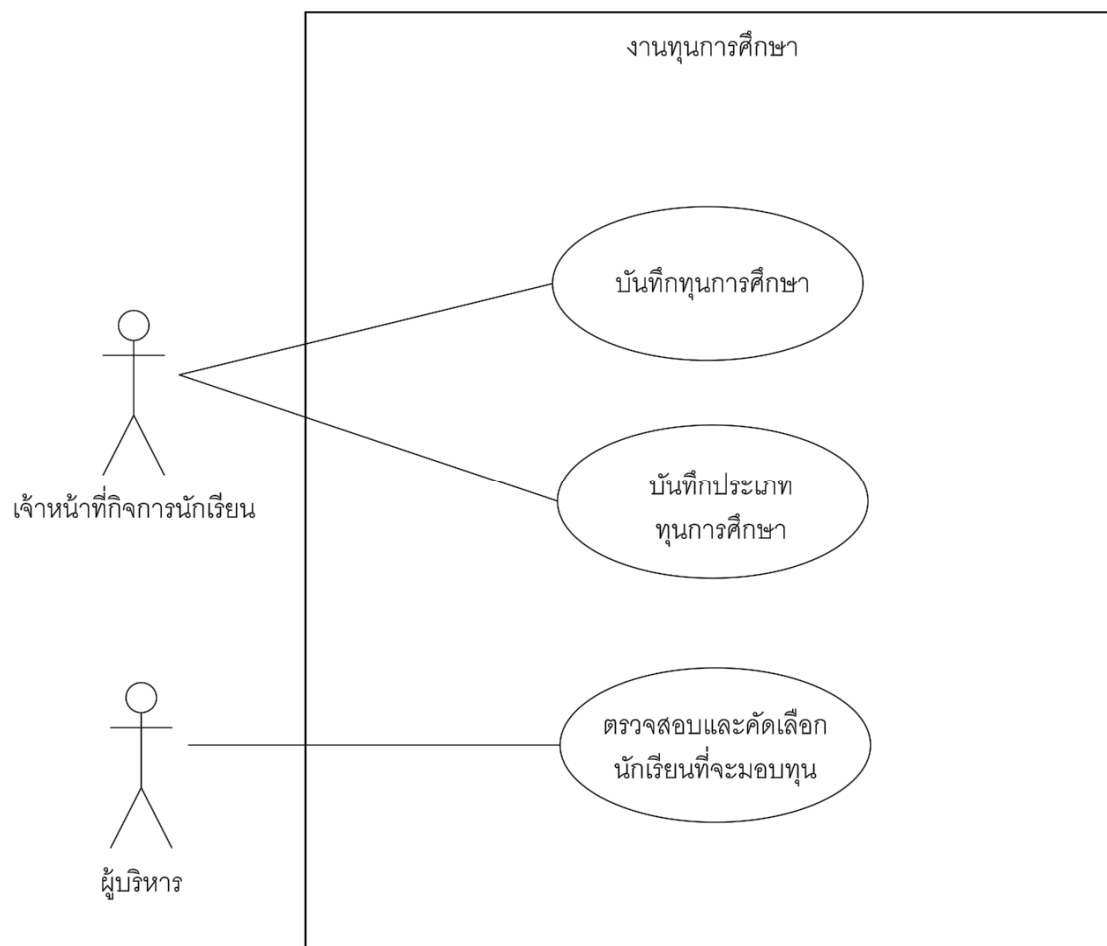 งานทุนการศึกษา
บันทึกทุนการศึกษา
บันทึกประเภท
ทุนการศึกษา
เจ้าหน้าที่กิจการนักเรียน
ตรวจสอบและคัดเลือก
นักเรียนที่จะมอบทุน
ผู้บริหาร